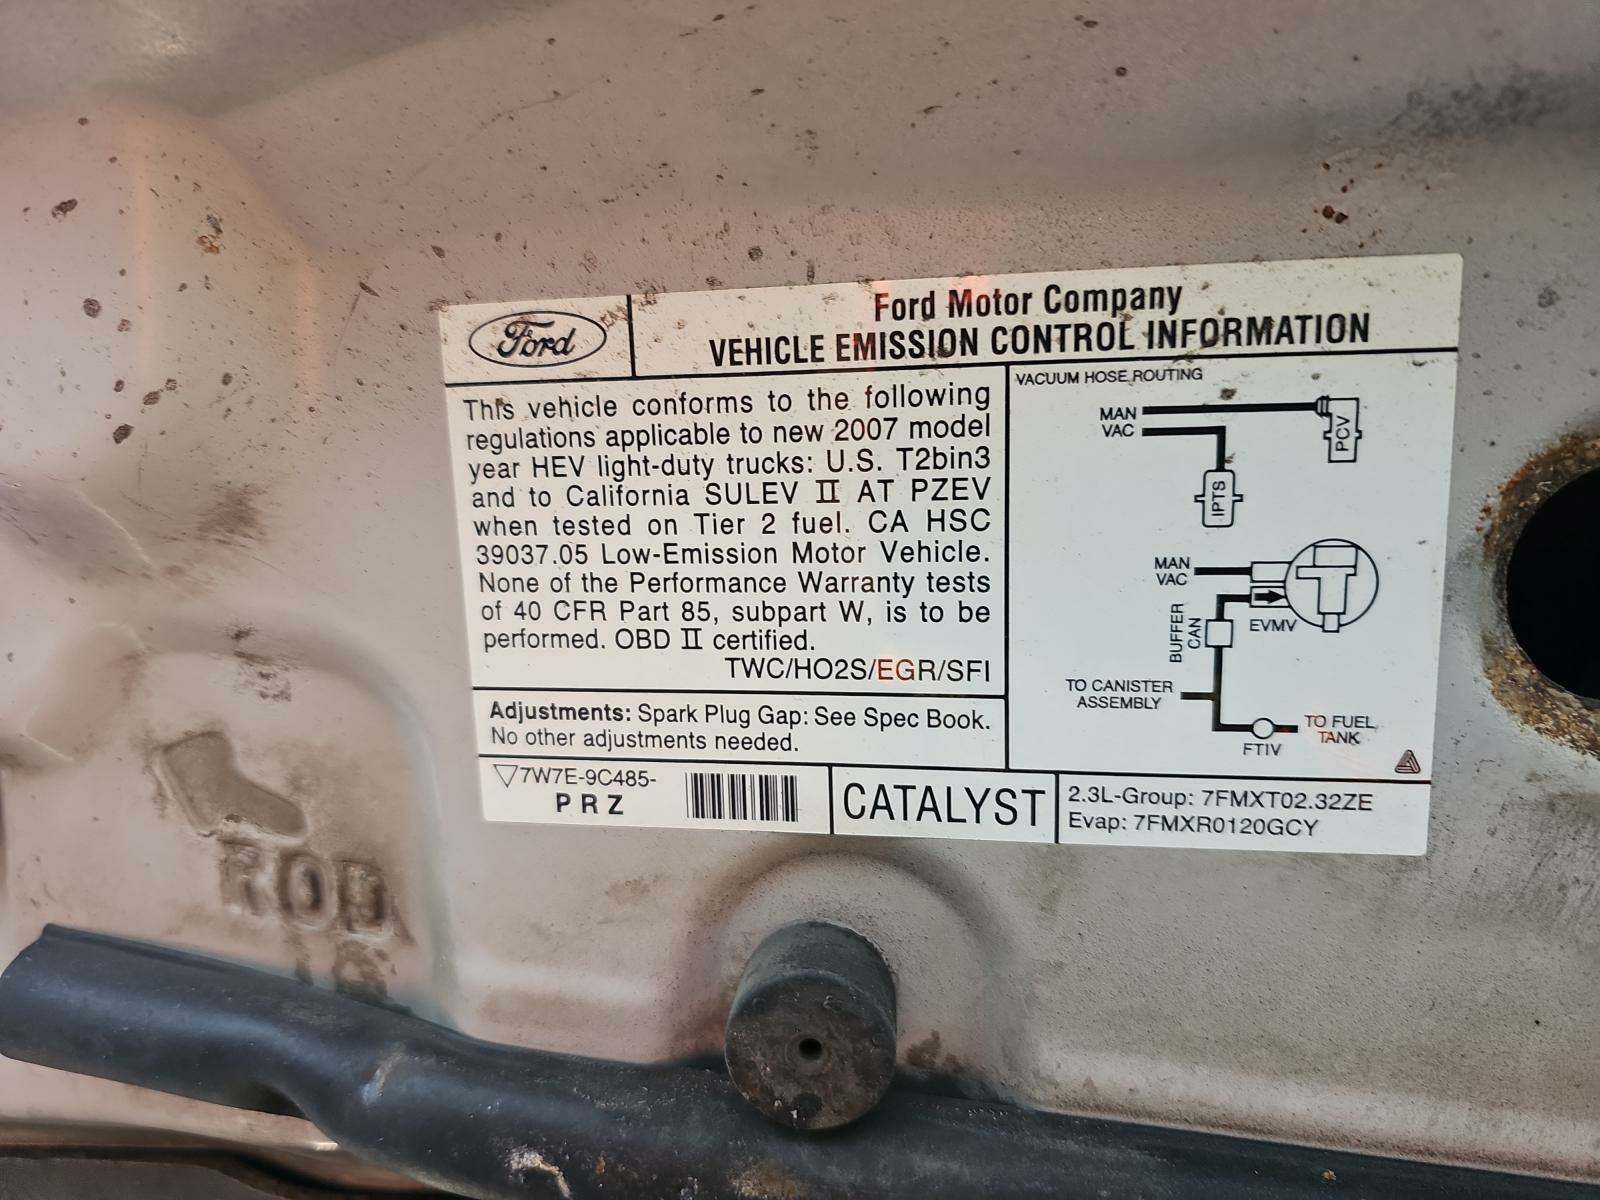 Ford
Ford Motor Company
VEHICLE EMISSION CONTROL INFORMATION
This vehicle conforms to the following
regulations applicable to new 2007 model
year HEV light-duty trucks: U.S. T2bin3
and to California SULEV II AT PZEV
when tested on Tier 2 fuel. CA HSC
39037.05 Low-Emission Motor Vehicle.
None of the Performance Warranty tests
of 40 CFR Part 85, subpart W, is to be
performed. OBD II certified.
TWC/HO2S/EGR/SFI
Adjustments: Spark Plug Gap: See Spec Book.
No other adjustments needed.
VACUUM HOSE ROUTING
MAN
VAC
PCV
IPTS
MAN
VAC
BUFFER
CAN
EVMV
TO CANISTER
ASSEMBLY
TO FUEL
TANK
FTIV
7W7E-9C485-
PRZ
CATALYST
2.3L-Group: 7FMXT02.32ZE
Evap: 7FMXR0120GCY